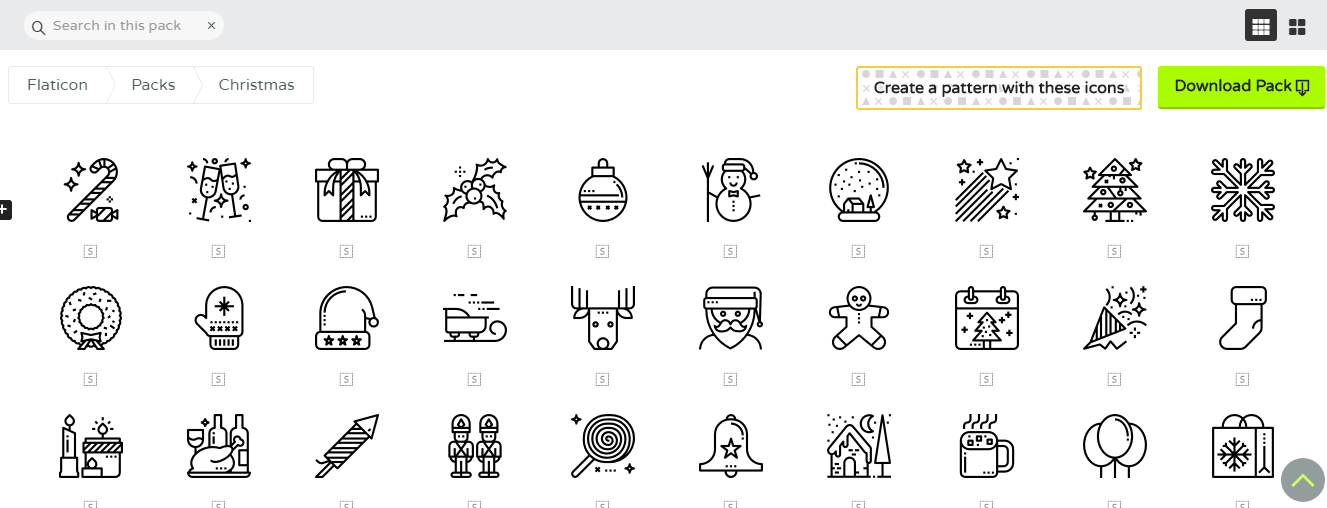 Search in this pack ×
Flaticon Packs Christmas
Create a pattern with these icons
Download Pack
S S S S S S S S S S
S S S S S S S S S S
S S S S S S S S S S